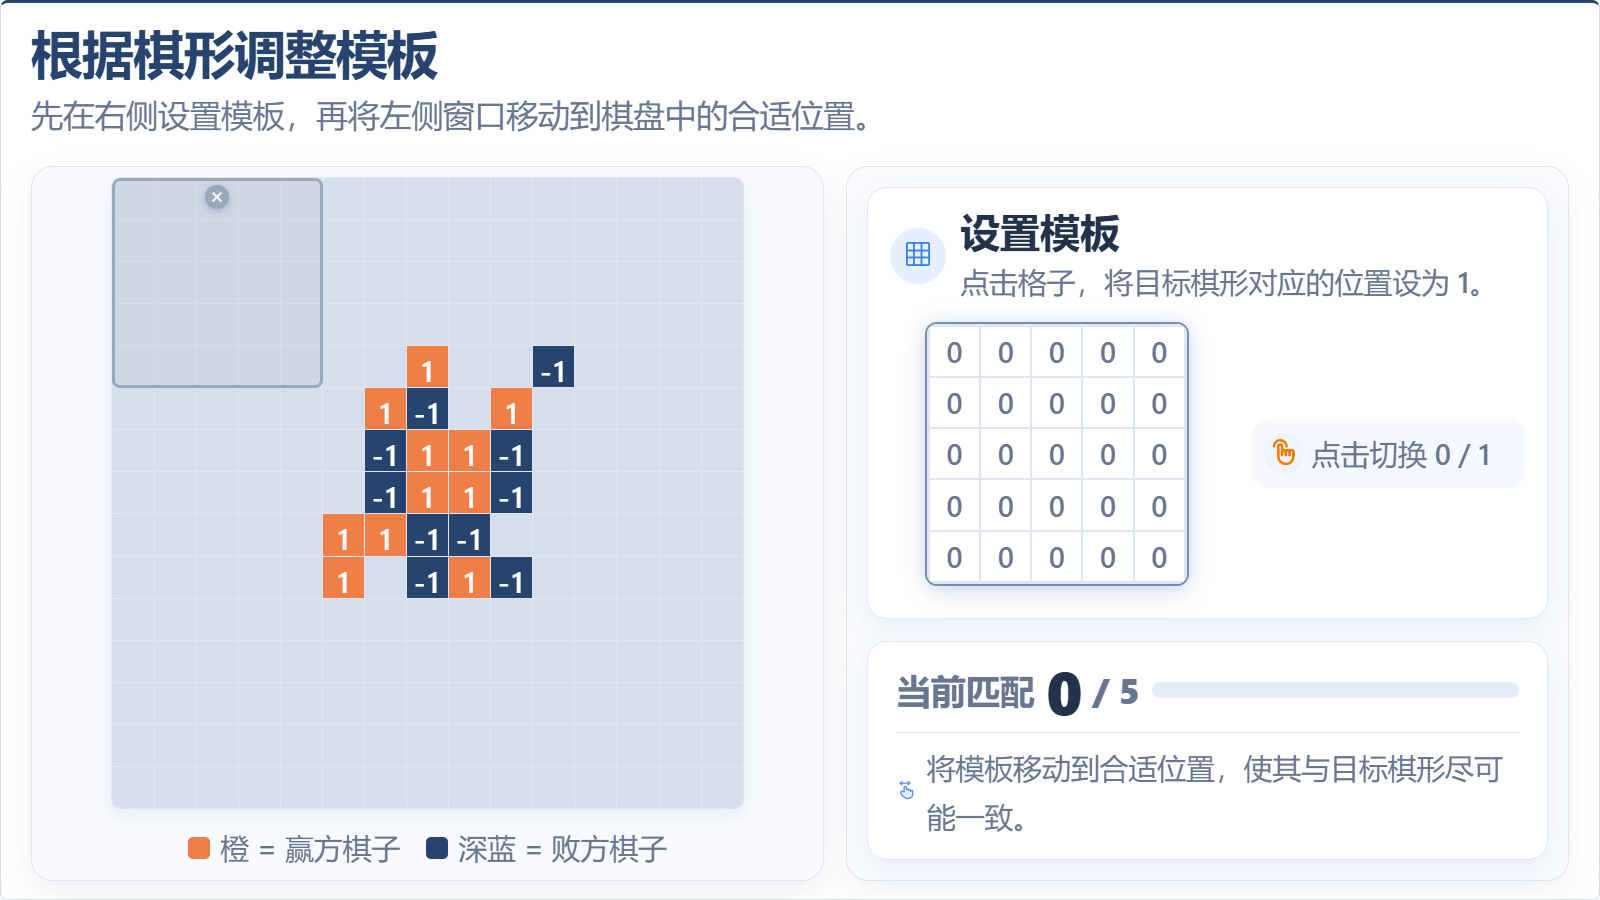 根据棋形调整模板
先在右侧设置模板，再将左侧窗口移动到棋盘中的合适位置。
1 -1
1 -1 1
-1 1 1 -1
-1 1 1 -1
1 1 -1 -1
1 -1 1 -1
橙 = 赢方棋子 深蓝 = 败方棋子
设置模板
点击格子，将目标棋形对应的位置设为 1。
0 0 0 0 0
0 0 0 0 0
0 0 0 0 0
0 0 0 0 0
0 0 0 0 0
点击切换 0 / 1
当前匹配 0 / 5
将模板移动到合适位置，使其与目标棋形尽可
能一致。